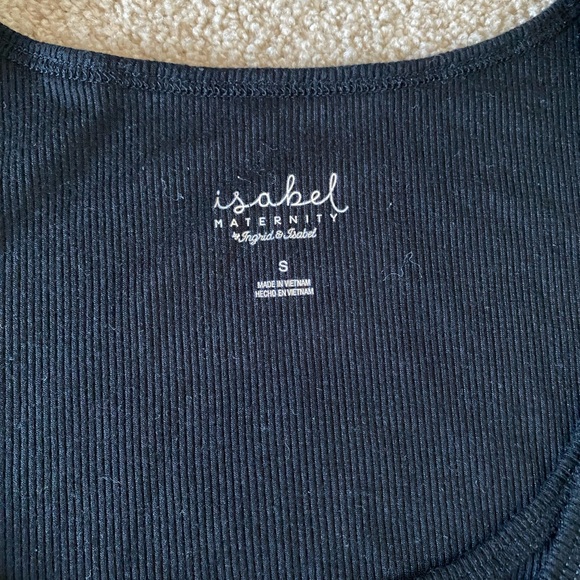 isabel
MATERNITY
by Ingrid & Isabel
S
MADE IN VIETNAM
HECHO EN VIETNAM